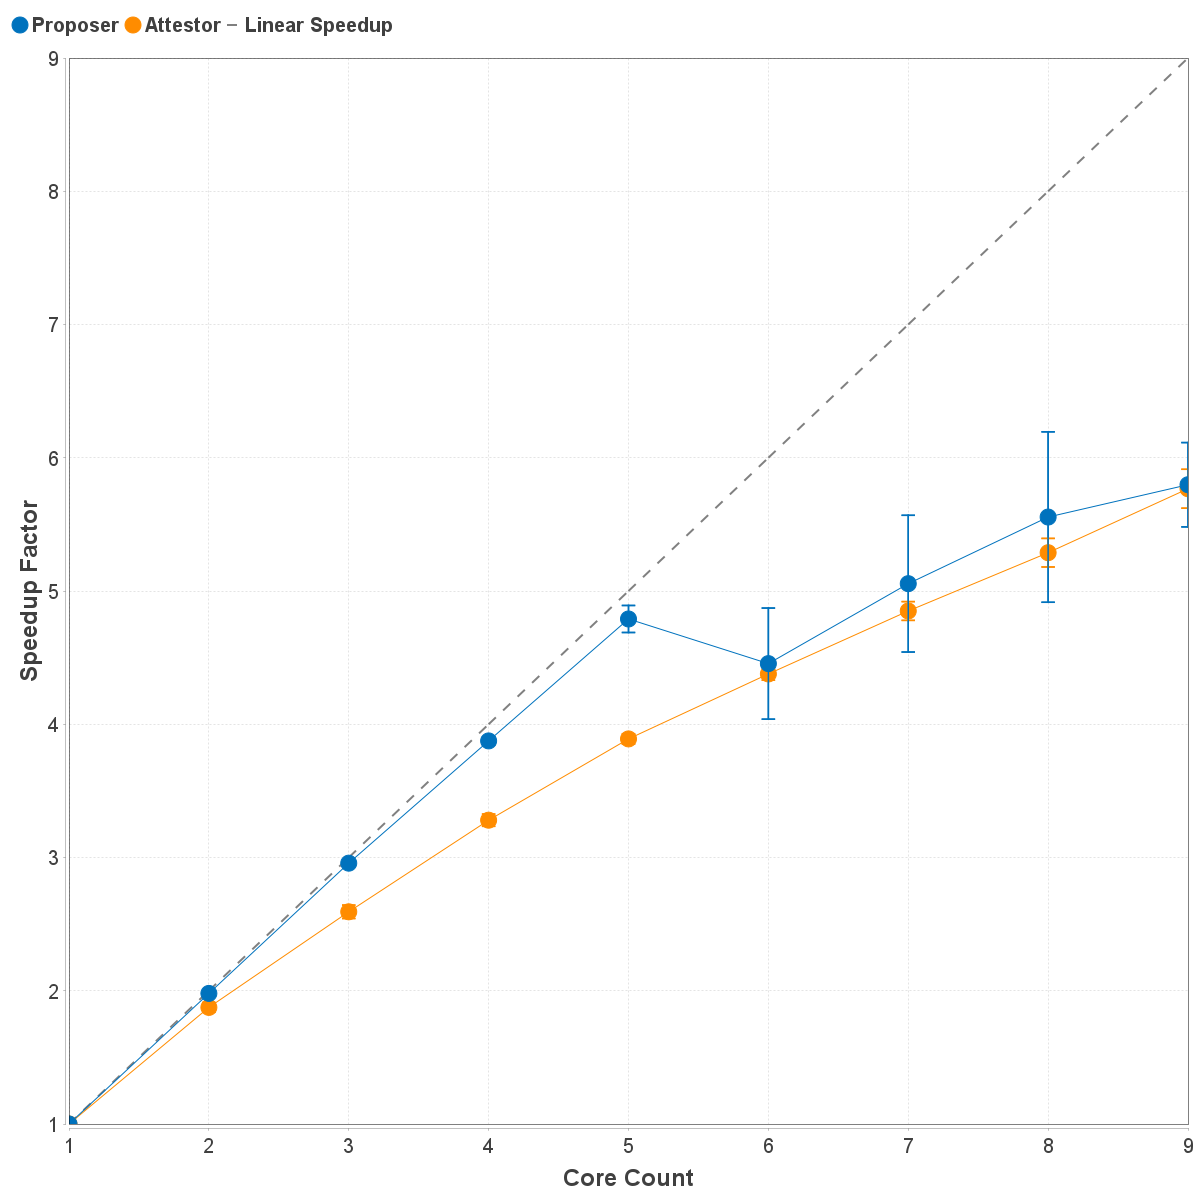 Proposer Attestor – Linear Speedup
9
8
7
6
5
4
3
2
1
Speedup Factor
1 2 3 4 5 6 7 8 9
Core Count